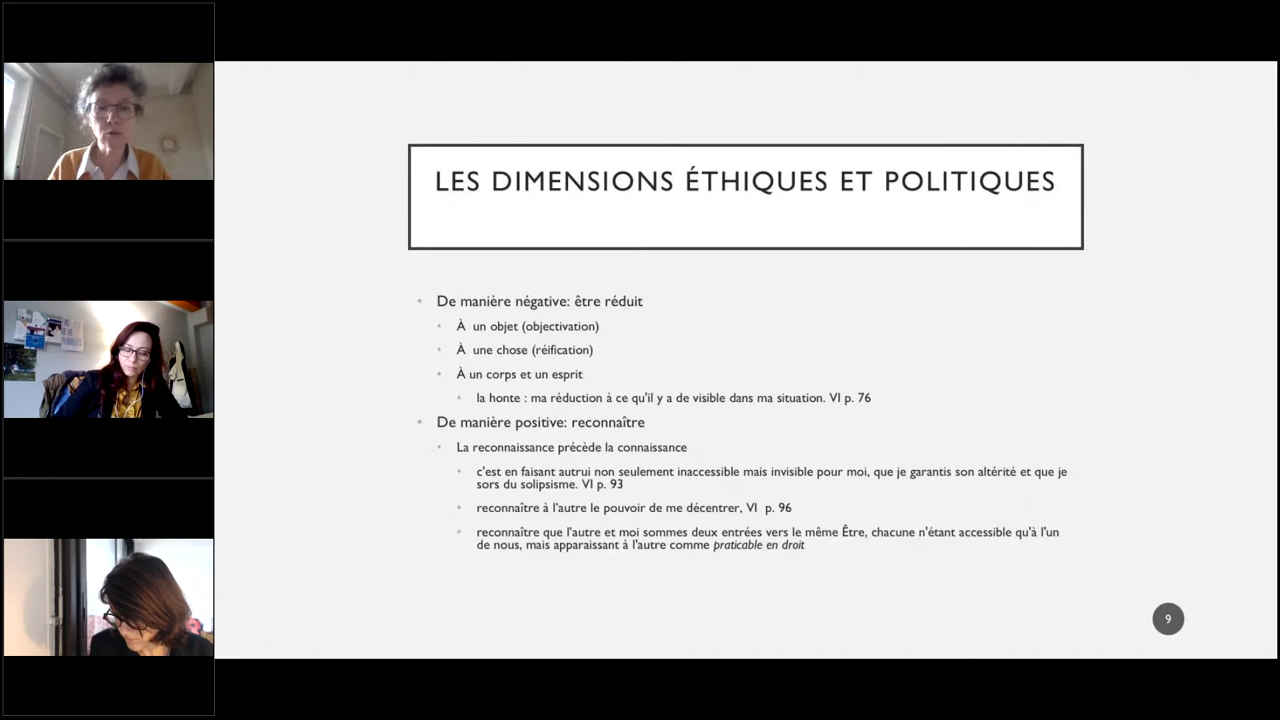 LES DIMENSIONS ÉTHIQUES ET POLITIQUES
De manière négative: être réduit
À un objet (objectivation)
À une chose (réification)
À un corps et un esprit
la honte : ma réduction à ce qu'il y a de visible dans ma situation. VI p. 76
De manière positive: reconnaître
La reconnaissance précède la connaissance
c'est en faisant autrui non seulement inaccessible mais invisible pour moi, que je garantis son altérité et que je
sors du solipsisme. VI p. 93
reconnaître à l'autre le pouvoir de me décentrer, VI p. 96
reconnaître que l'autre et moi sommes deux entrées vers le même Être, chacune n'étant accessible qu'à l'un
de nous, mais apparaissant à l'autre comme praticable en droit
9